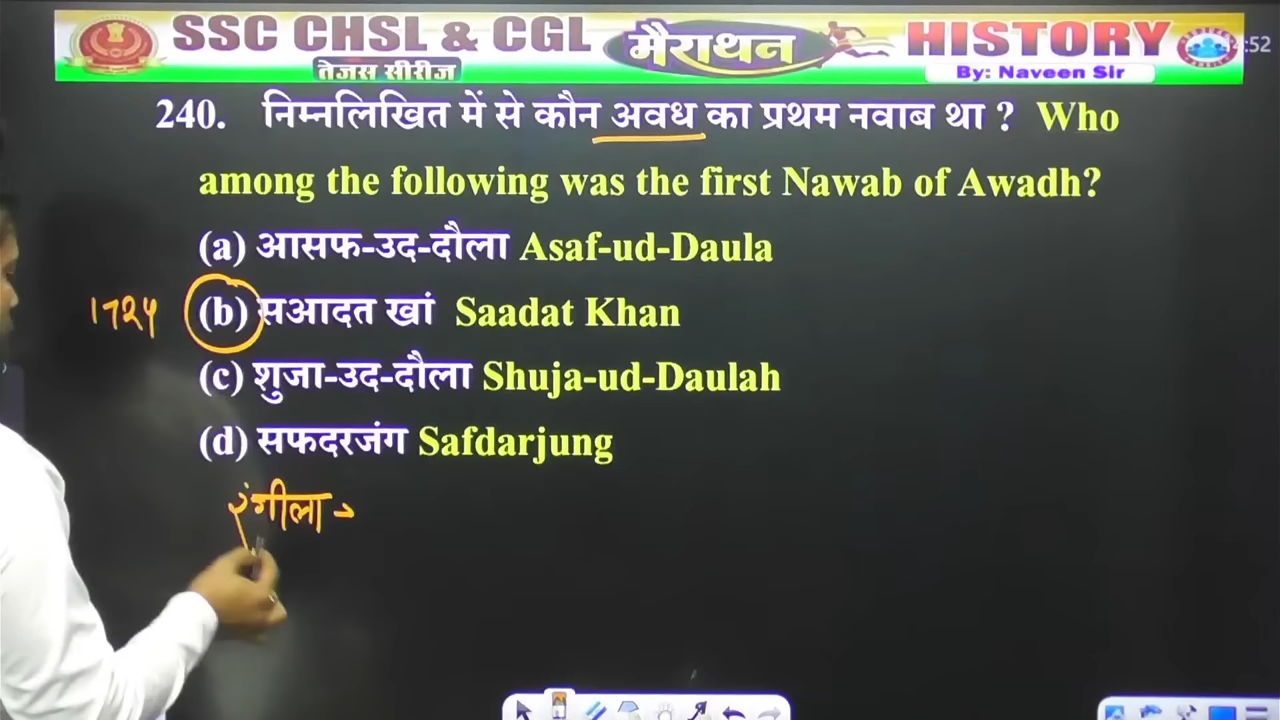 SSC CHSL & CGL
तेजस सीरीज
मैराथन
HISTORY
By: Naveen Sir
:52
240. निम्नलिखित में से कौन अवध का प्रथम नवाब था ? Who
among the following was the first Nawab of Awadh?
(a) आसफ-उद-दौला Asaf-ud-Daula
1724 (b) सआदत खां Saadat Khan
(c) शुजा-उद-दौला Shuja-ud-Daulah
(d) सफदरजंग Safdarjung
रंगीला →